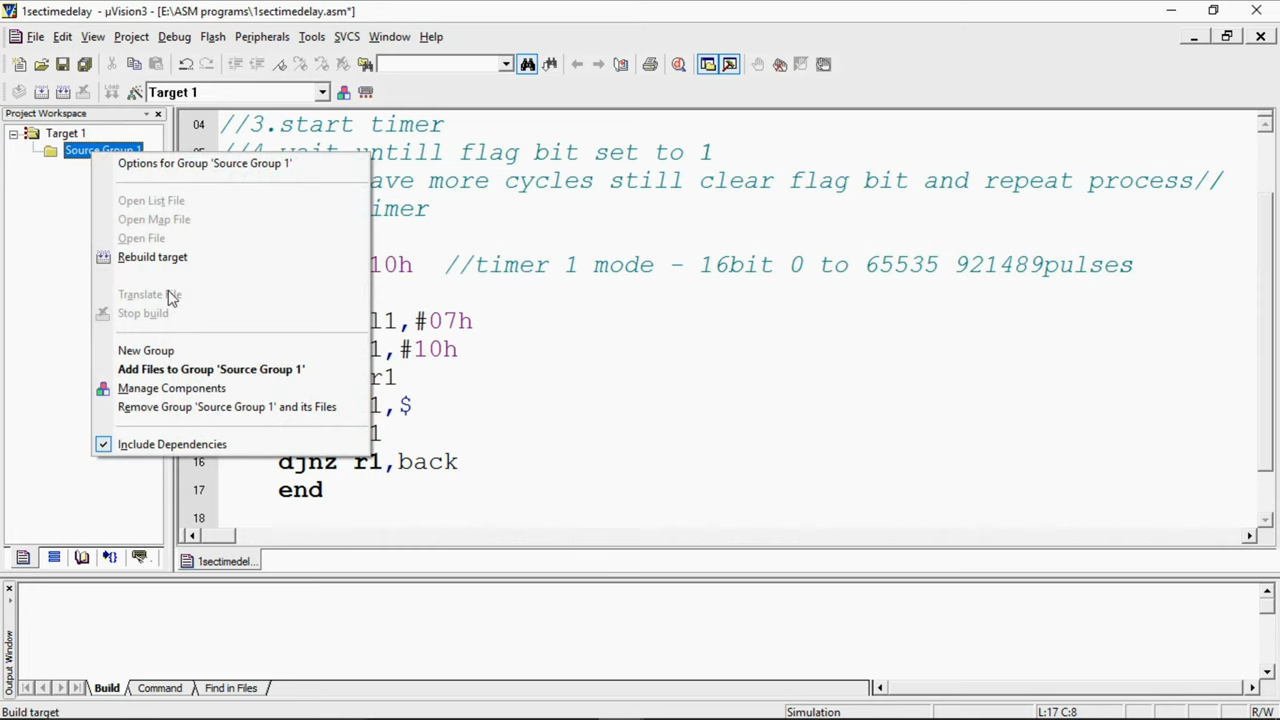 1sectimedelay - µVision3 - [E:\ASM programs\1sectimedelay.asm*]
File Edit View Project Debug Flash Peripherals Tools SVCS Window Help
Target 1
Project Workspace
Target 1
Source Group 1
Options for Group 'Source Group 1'
Open List File
Open Map File
Open File
Rebuild target
Translate File
Stop build
New Group
Add Files to Group 'Source Group 1'
Manage Components
Remove Group 'Source Group 1' and its Files
Include Dependencies
04 //3.start timer
//4.wait untill flag bit set to 1
ave more cycles still clear flag bit and repeat process//
imer
10h //timer 1 mode - 16bit 0 to 65535 921489pulses
l1,#07h
1,#10h
r1
1,$
1
16 djnz r1,back
17 end
18
1sectimedel...
Output Window
Build Command Find in Files
Build target Simulation L:17 C:8 R/W